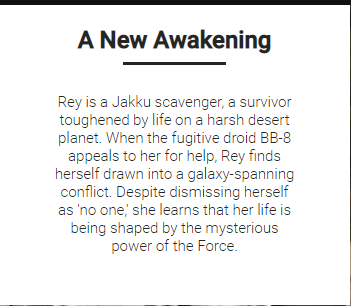 A New Awakening
Rey is a Jakku scavenger, a survivor
toughened by life on a harsh desert
planet. When the fugitive droid BB-8
appeals to her for help, Rey finds
herself drawn into a galaxy-spanning
conflict. Despite dismissing herself
as 'no one,' she learns that her life is
being shaped by the mysterious
power of the Force.